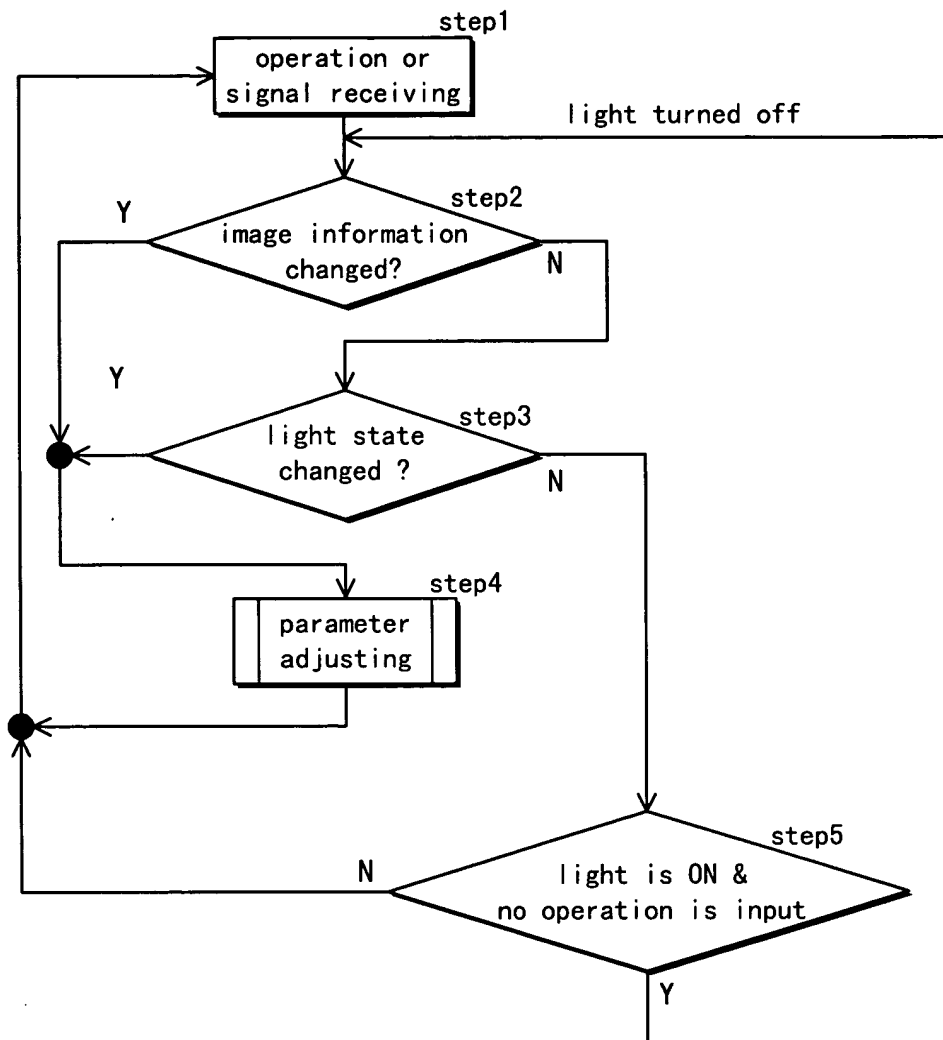 step1
operation or
signal receiving
light turned off
step2
Y
image information
changed?
N
Y
step3
light state
changed ?
N
step4
parameter
adjusting
step5
N
light is ON &
no operation is input
Y